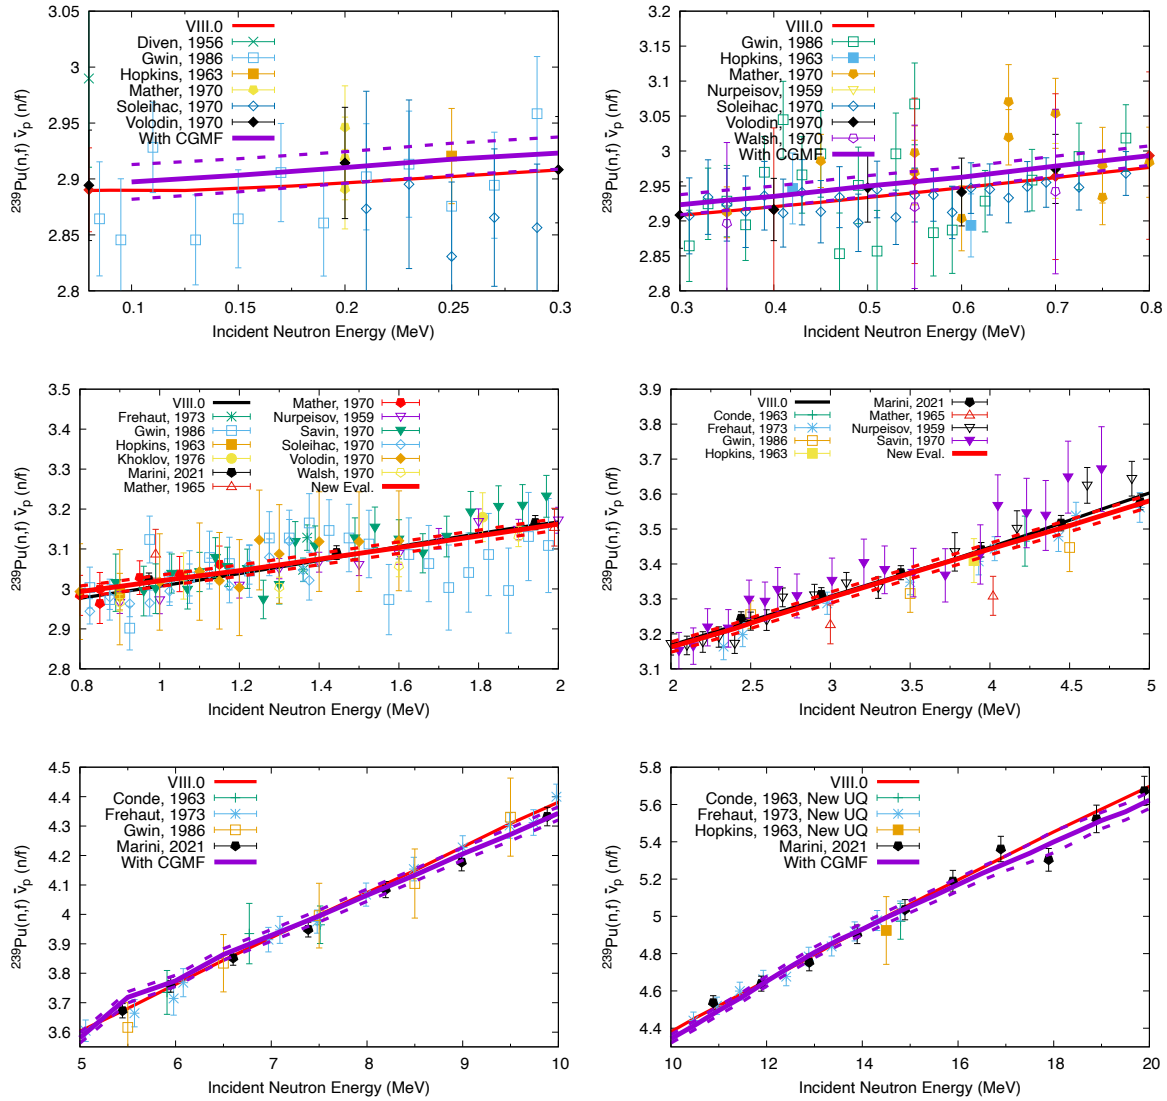 3.05
3
2.95
2.9
2.85
2.8
0.1
0.15
0.2
0.25
0.3
²³⁹Pu(n,f) ν̄ₚ (n/f)
Incident Neutron Energy (MeV)
VIII.0
Diven, 1956
Gwin, 1986
Hopkins, 1963
Mather, 1970
Soleihac, 1970
Volodin, 1970
With CGMF
3.2
3.15
3.1
3.05
3
2.95
2.9
2.85
2.8
0.3
0.4
0.5
0.6
0.7
0.8
²³⁹Pu(n,f) ν̄ₚ (n/f)
Incident Neutron Energy (MeV)
VIII.0
Gwin, 1986
Hopkins, 1963
Mather, 1970
Nurpeisov, 1959
Soleihac, 1970
Volodin, 1970
Walsh, 1970
With CGMF
3.5
3.4
3.3
3.2
3.1
3
2.9
2.8
0.8
1
1.2
1.4
1.6
1.8
2
²³⁹Pu(n,f) ν̄ₚ (n/f)
Incident Neutron Energy (MeV)
VIII.0
Frehaut, 1973
Gwin, 1986
Hopkins, 1963
Khoklov, 1976
Marini, 2021
Mather, 1965
Mather, 1970
Nurpeisov, 1959
Savin, 1970
Soleihac, 1970
Volodin, 1970
Walsh, 1970
New Eval.
3.9
3.8
3.7
3.6
3.5
3.4
3.3
3.2
3.1
2
2.5
3
3.5
4
4.5
5
²³⁹Pu(n,f) ν̄ₚ (n/f)
Incident Neutron Energy (MeV)
VIII.0
Conde, 1963
Frehaut, 1973
Gwin, 1986
Hopkins, 1963
Marini, 2021
Mather, 1965
Nurpeisov, 1959
Savin, 1970
New Eval.
4.5
4.4
4.3
4.2
4.1
4
3.9
3.8
3.7
3.6
5
6
7
8
9
10
²³⁹Pu(n,f) ν̄ₚ (n/f)
Incident Neutron Energy (MeV)
VIII.0
Conde, 1963
Frehaut, 1973
Gwin, 1986
Marini, 2021
With CGMF
5.8
5.6
5.4
5.2
5
4.8
4.6
4.4
10
12
14
16
18
20
²³⁹Pu(n,f) ν̄ₚ (n/f)
Incident Neutron Energy (MeV)
VIII.0
Conde, 1963, New UQ
Frehaut, 1973, New UQ
Hopkins, 1963, New UQ
Marini, 2021
With CGMF